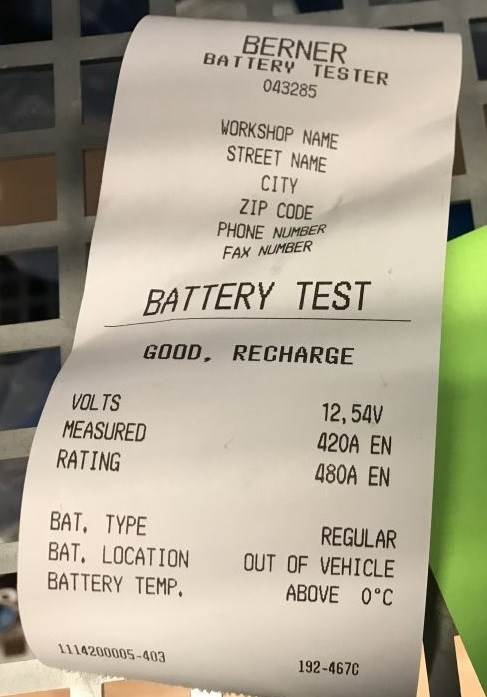 BERNER
BATTERY TESTER
043285
WORKSHOP NAME
STREET NAME
CITY
ZIP CODE
PHONE NUMBER
FAX NUMBER
BATTERY TEST
GOOD, RECHARGE
VOLTS 12,54V
MEASURED 420A EN
RATING 480A EN
BAT. TYPE REGULAR
BAT. LOCATION OUT OF VEHICLE
BATTERY TEMP. ABOVE 0°C
1114200005-403 192-467C